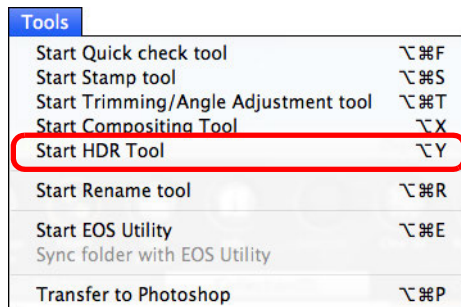 Tools
Start Quick check tool ⌥⌘F
Start Stamp tool ⌥⌘S
Start Trimming/Angle Adjustment tool ⌥⌘T
Start Compositing Tool ⌥X
Start HDR Tool ⌥Y
Start Rename tool ⌥⌘R
Start EOS Utility ⌥⌘E
Sync folder with EOS Utility
Transfer to Photoshop ⌥⌘P